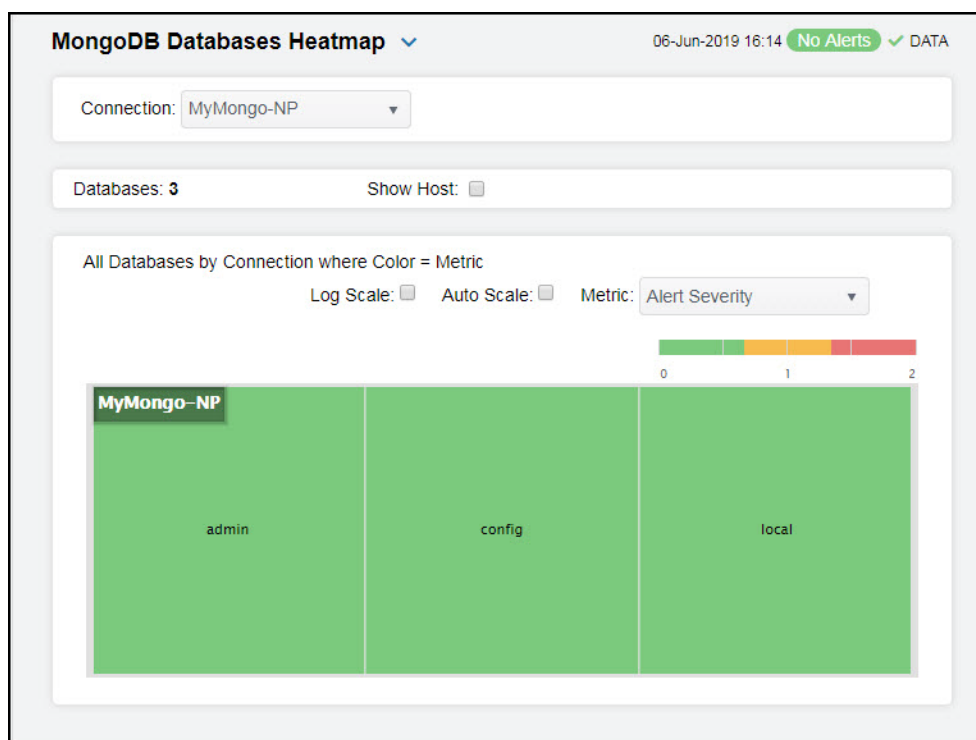 MongoDB Databases Heatmap 06-Jun-2019 16:14 No Alerts DATA
Connection: MyMongo-NP
Databases: 3 Show Host:
All Databases by Connection where Color = Metric
Log Scale: Auto Scale: Metric: Alert Severity
0 1 2
MyMongo-NP
admin config local